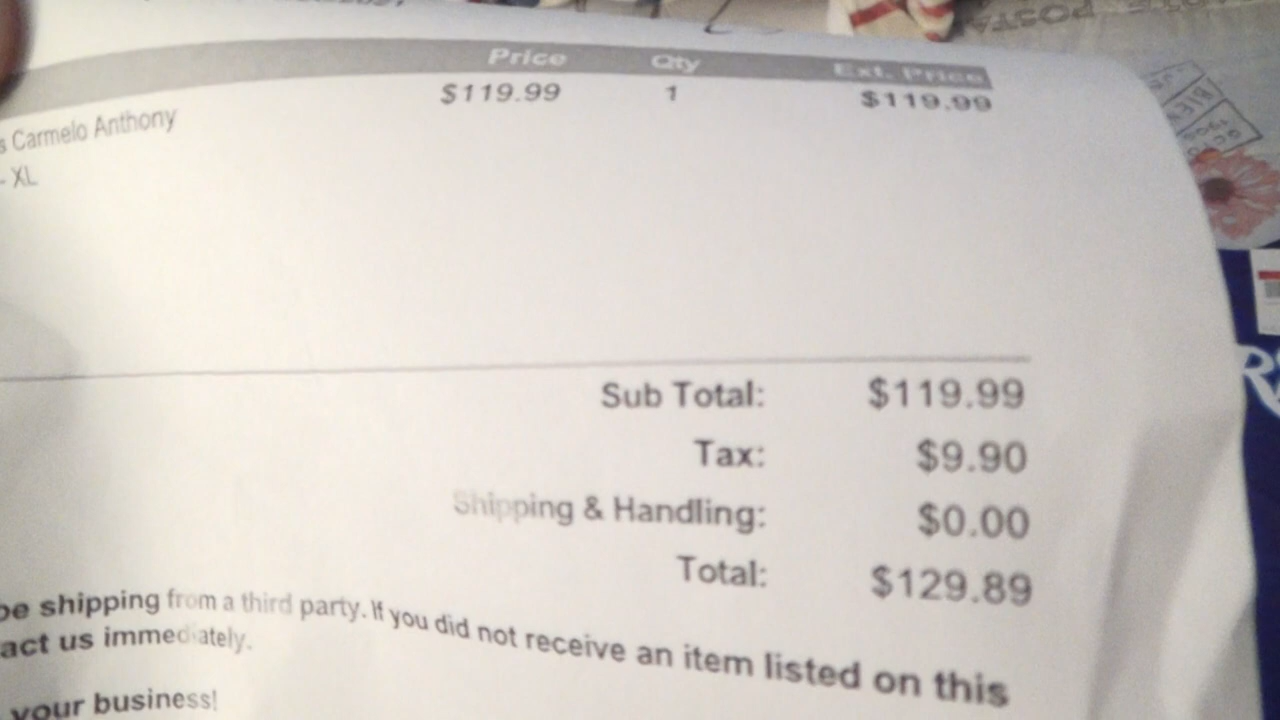 Price Qty Ext. Price
$119.99 1 $119.99
s Carmelo Anthony
- XL
Sub Total: $119.99
Tax: $9.90
Shipping & Handling: $0.00
Total: $129.89
be shipping from a third party. If you did not receive an item listed on this
act us immediately.
your business!